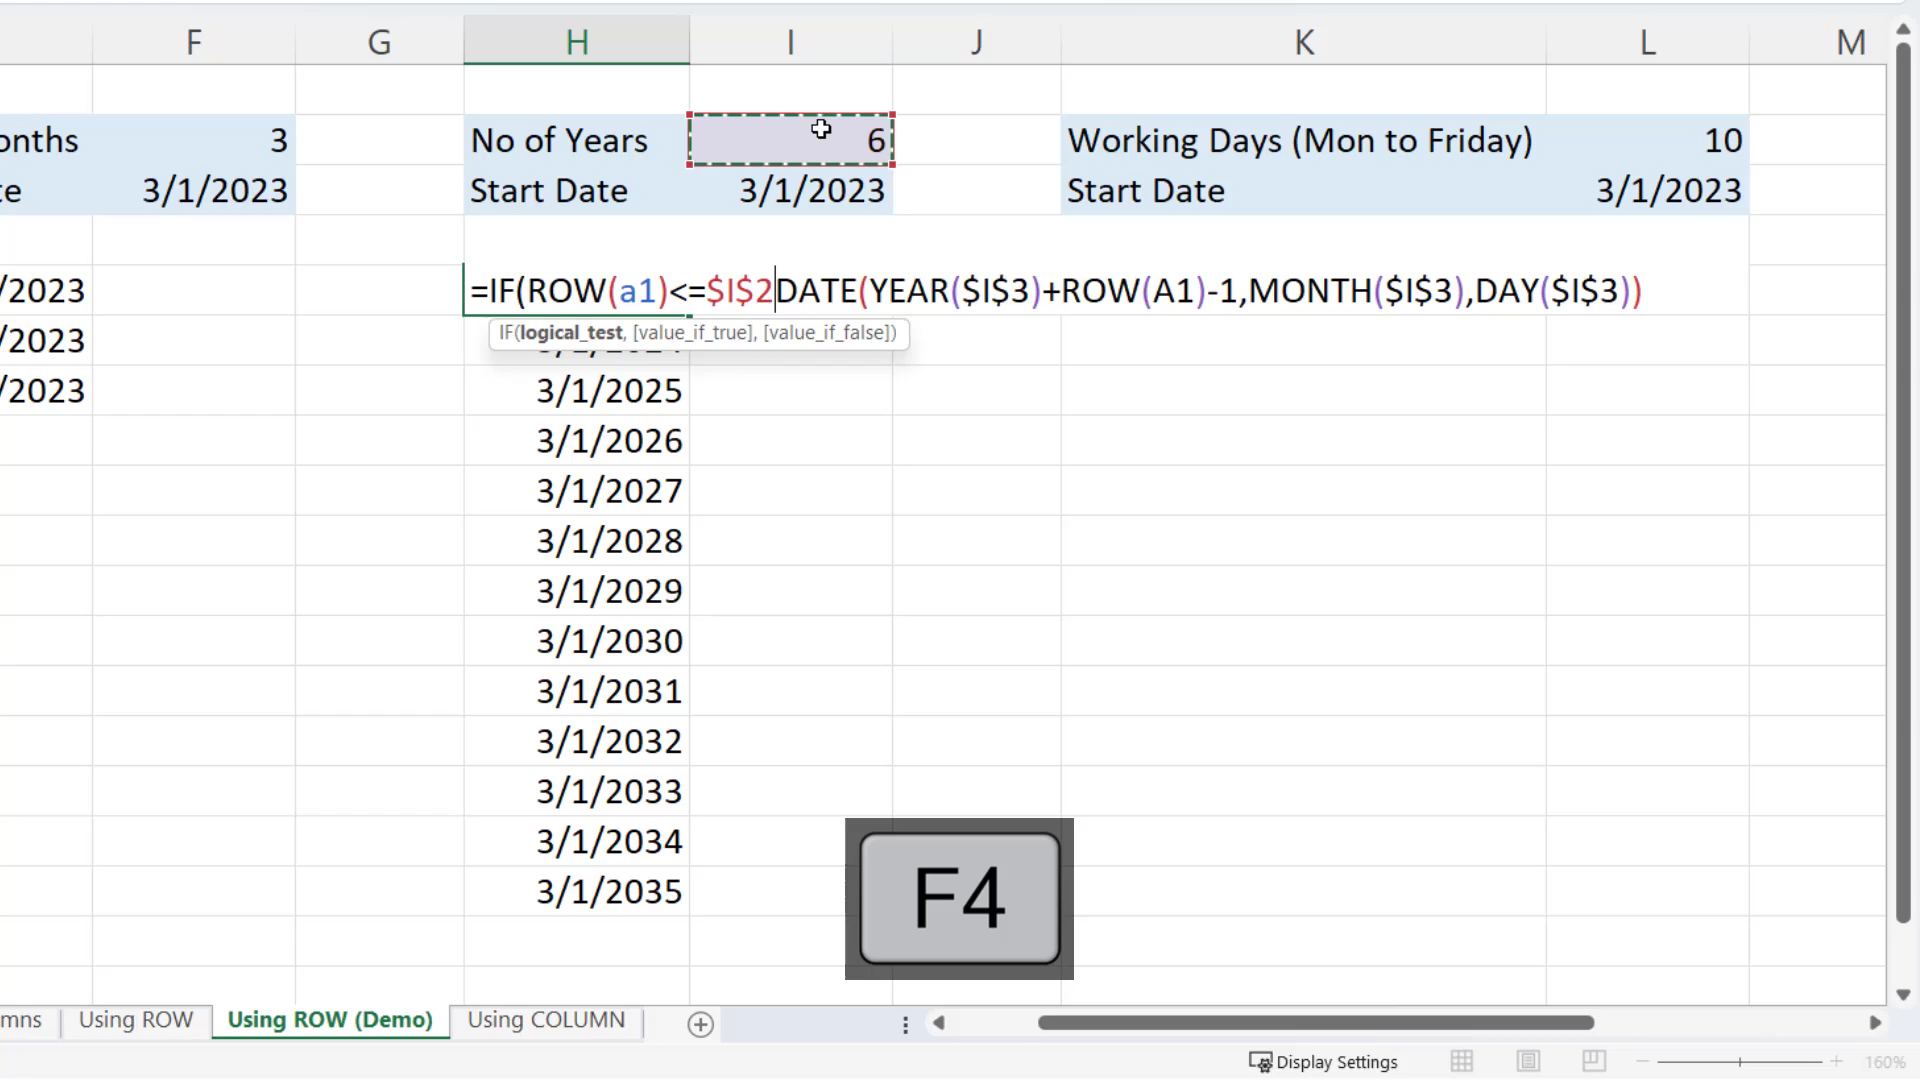 F G H I J K L M
onths 3 No of Years 6 Working Days (Mon to Friday) 10
te 3/1/2023 Start Date 3/1/2023 Start Date 3/1/2023
/2023 =IF(ROW(a1)<=$I$2DATE(YEAR($I$3)+ROW(A1)-1,MONTH($I$3),DAY($I$3))
IF(logical_test, [value_if_true], [value_if_false])
/2023
/2023 3/1/2025
3/1/2026
3/1/2027
3/1/2028
3/1/2029
3/1/2030
3/1/2031
3/1/2032
3/1/2033
3/1/2034
3/1/2035
F4
mns Using ROW Using ROW (Demo) Using COLUMN
Display Settings 160%